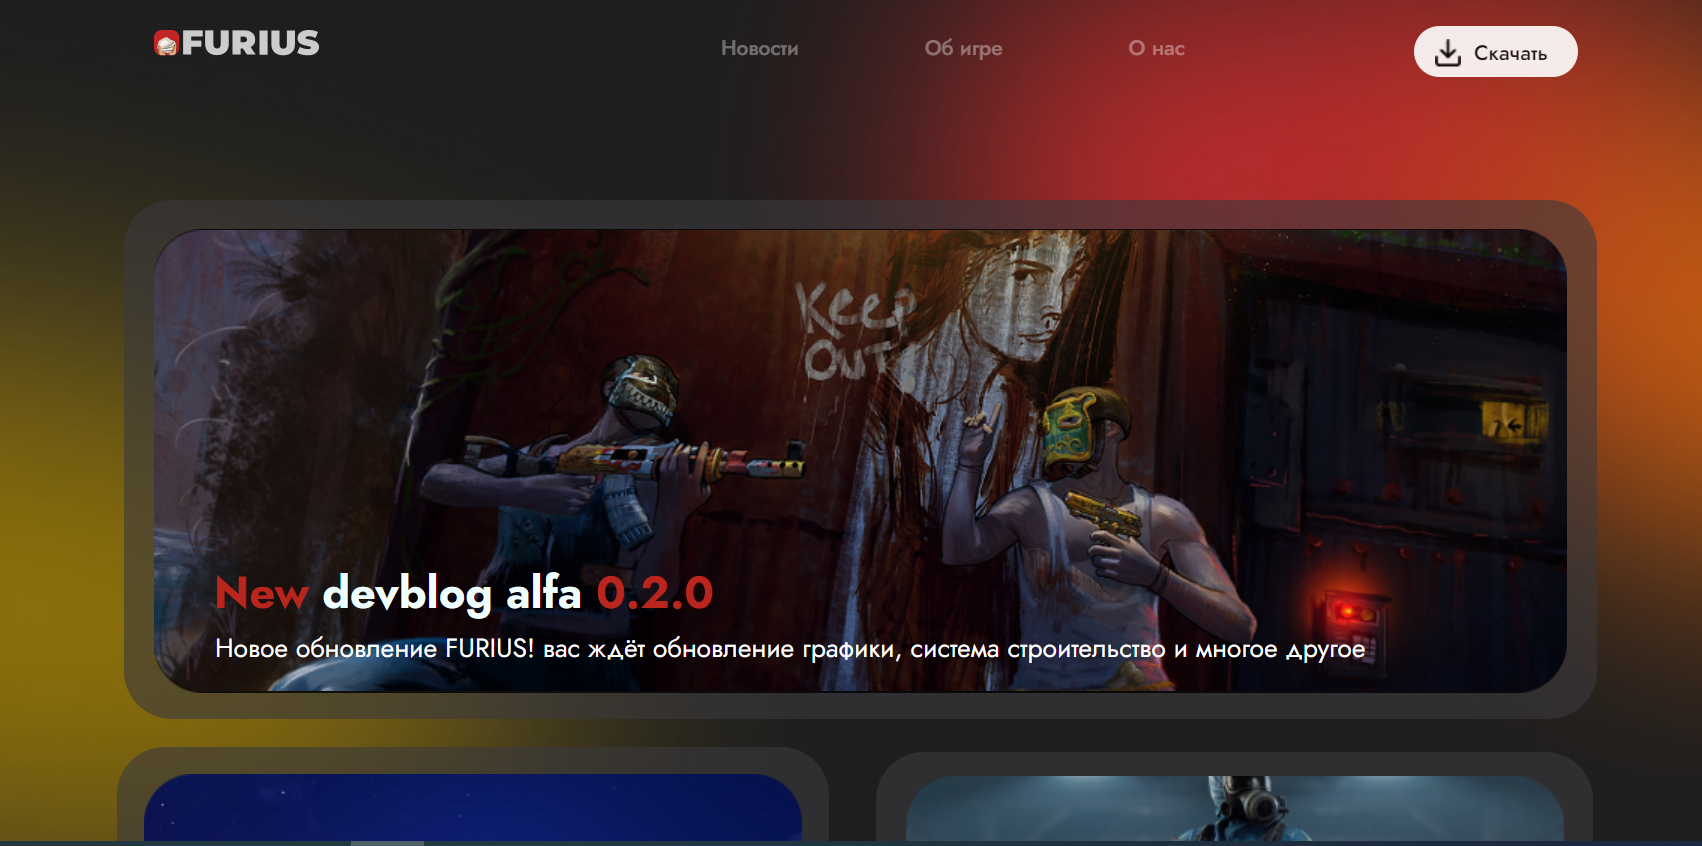 FURIUS
Новости
Об игре
О нас
Скачать
Keep
Out
New devblog alfa 0.2.0
Новое обновление FURIUS! вас ждёт обновление графики, система строительство и многое другое